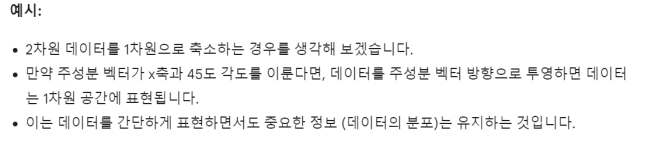 예시:
• 2차원 데이터를 1차원으로 축소하는 경우를 생각해 보겠습니다.
• 만약 주성분 벡터가 x축과 45도 각도를 이룬다면, 데이터를 주성분 벡터 방향으로 투영하면 데이터
는 1차원 공간에 표현됩니다.
• 이는 데이터를 간단하게 표현하면서도 중요한 정보 (데이터의 분포)는 유지하는 것입니다.